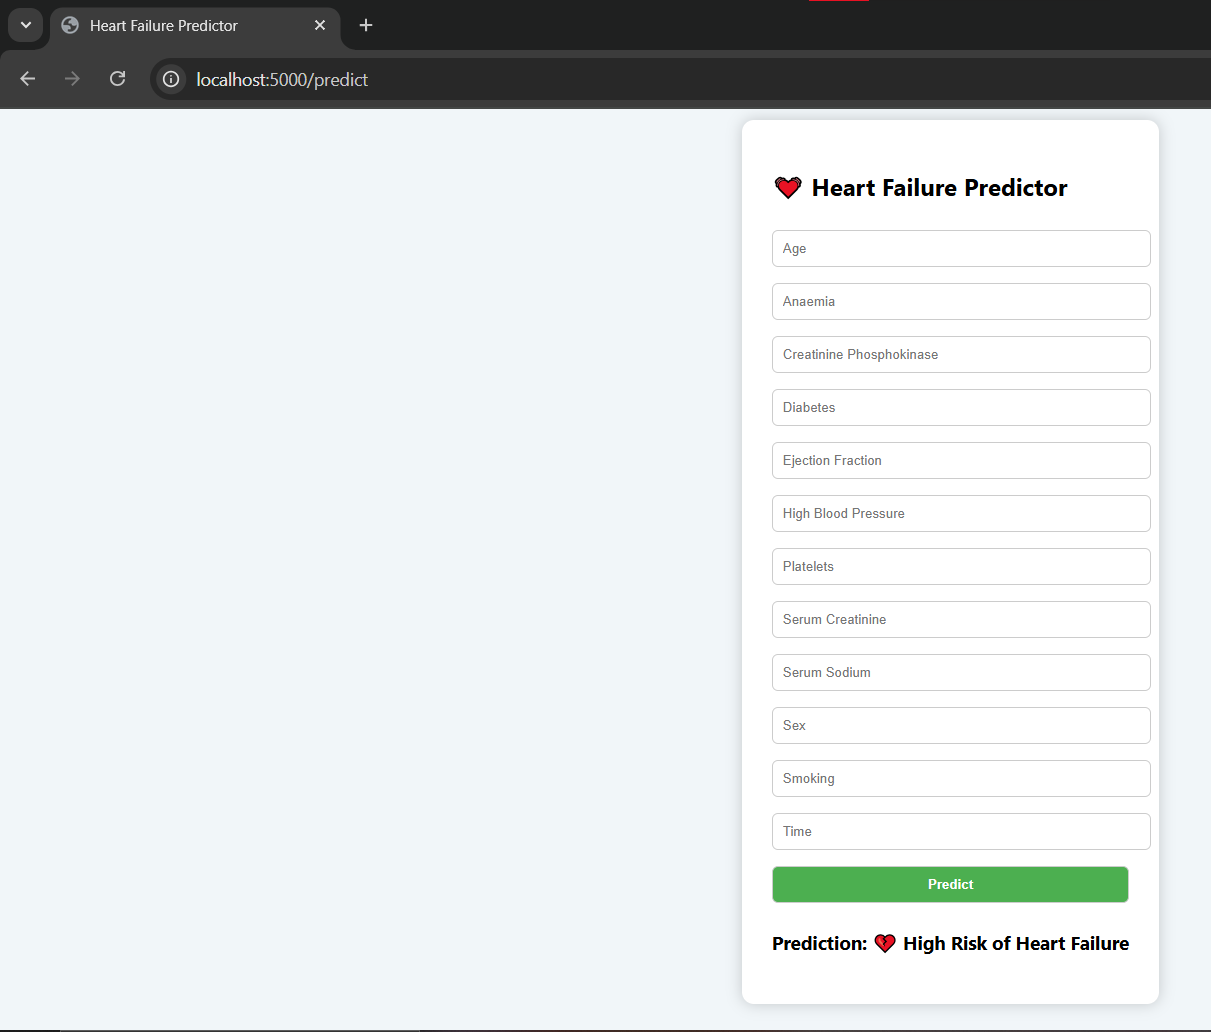 Heart Failure Predictor
localhost:5000/predict
Heart Failure Predictor
Age
Anaemia
Creatinine Phosphokinase
Diabetes
Ejection Fraction
High Blood Pressure
Platelets
Serum Creatinine
Serum Sodium
Sex
Smoking
Time
Predict
Prediction: 💔 High Risk of Heart Failure